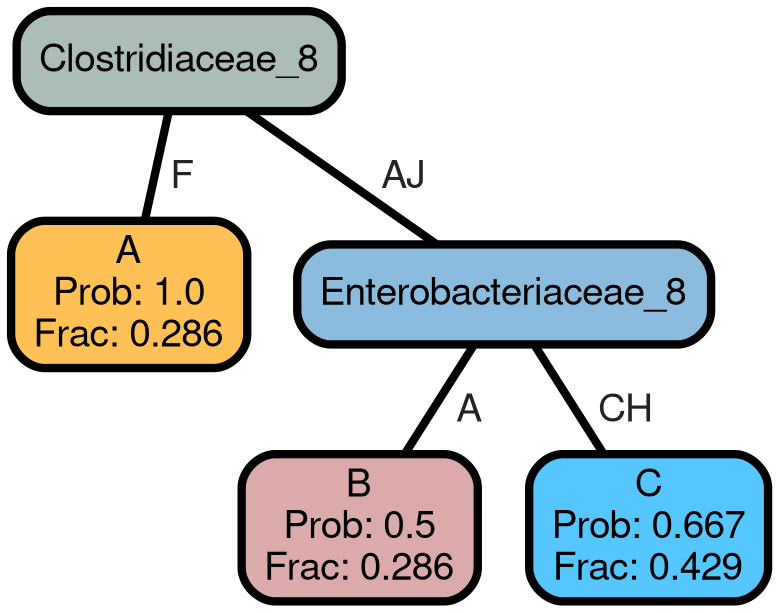 Clostridiaceae_8
F
AJ
A
Prob: 1.0
Frac: 0.286
Enterobacteriaceae_8
A
CH
B
Prob: 0.5
Frac: 0.286
C
Prob: 0.667
Frac: 0.429